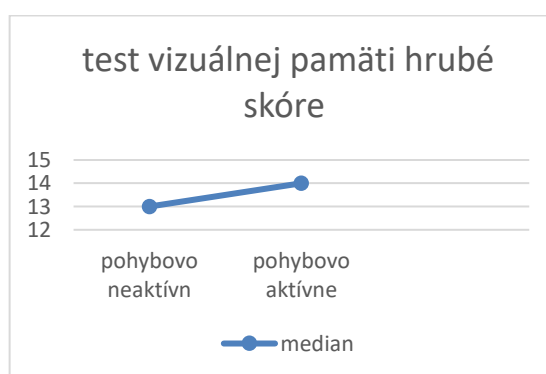 test vizuálnej pamäti hrubé
skóre
15
14
13
12
pohybovo
neaktívn
pohybovo
aktívne
median